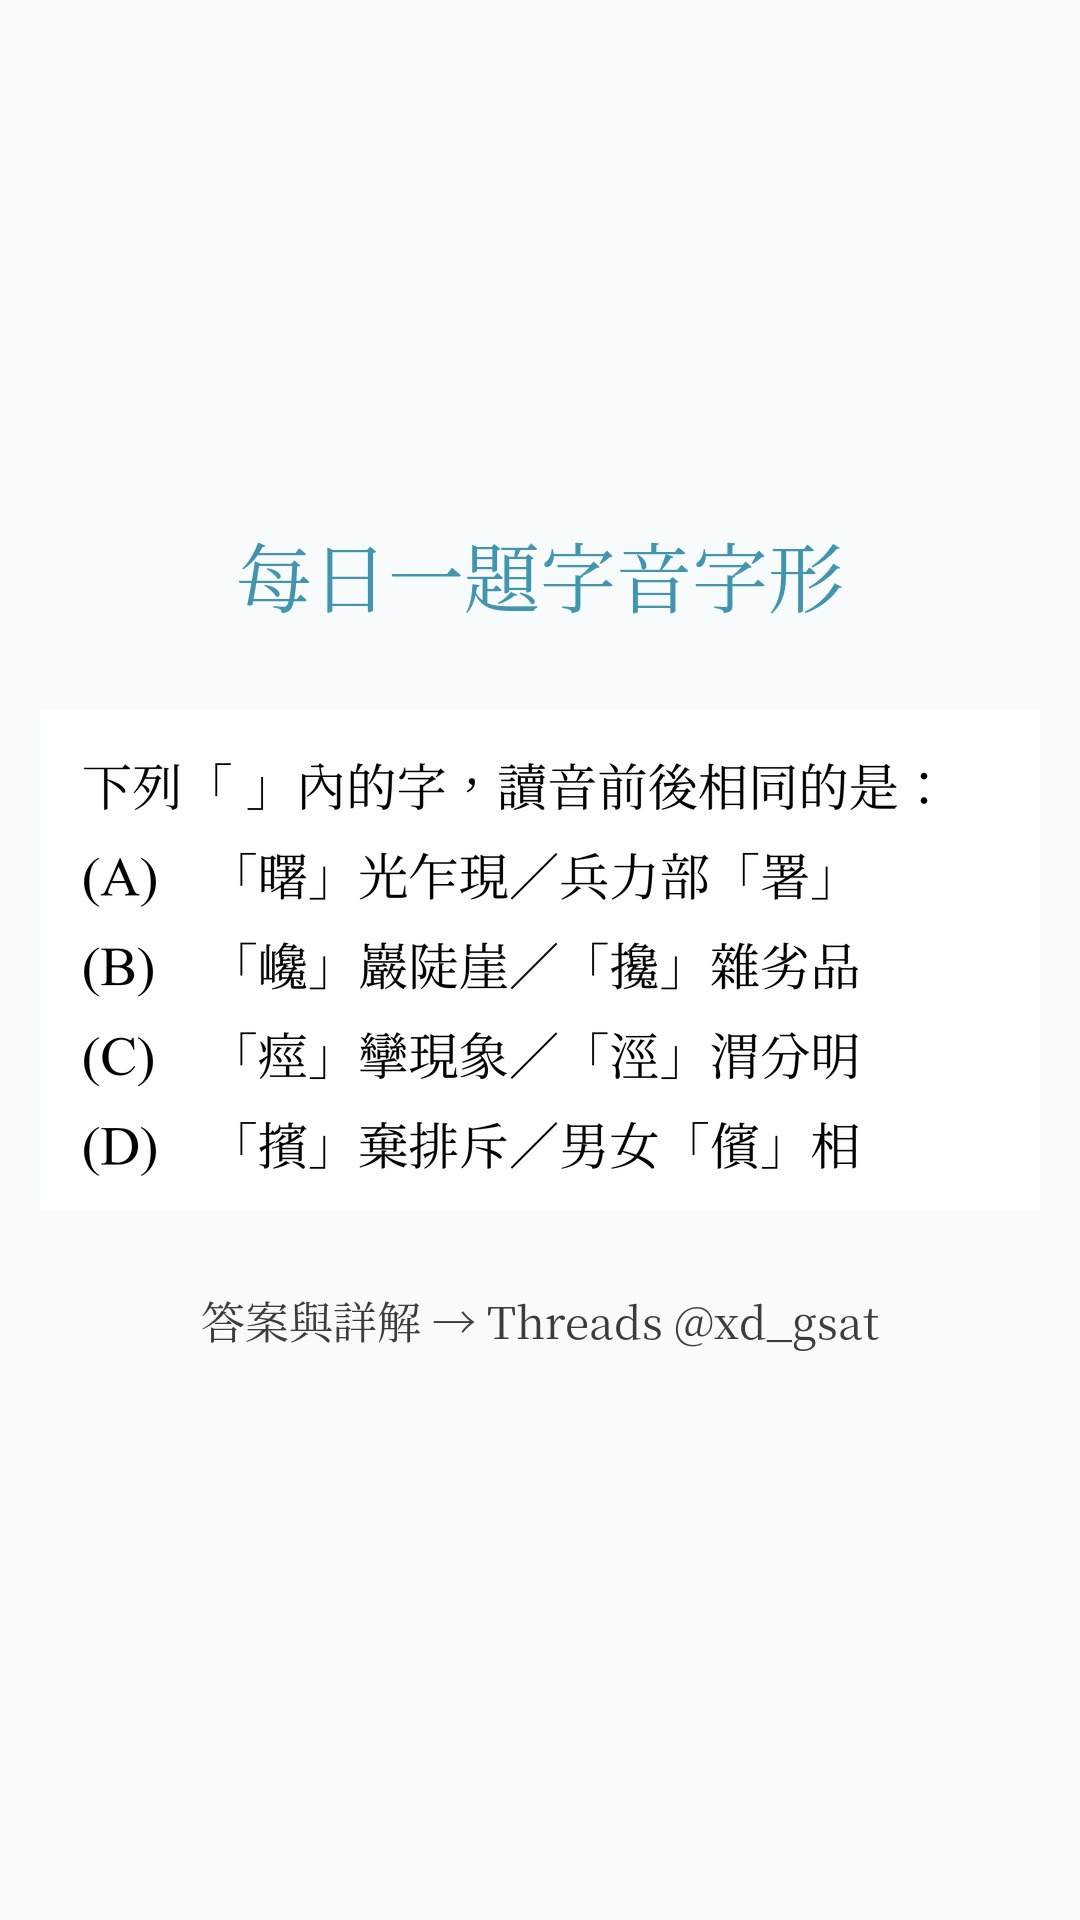 每日一題字音字形
下列「 」內的字，讀音前後相同的是：
(A) 「曙」光乍現／兵力部「署」
(B) 「巉」巖陡崖／「攙」雜劣品
(C) 「痙」攣現象／「涇」渭分明
(D) 「擯」棄排斥／男女「儐」相
答案與詳解 → Threads @xd_gsat